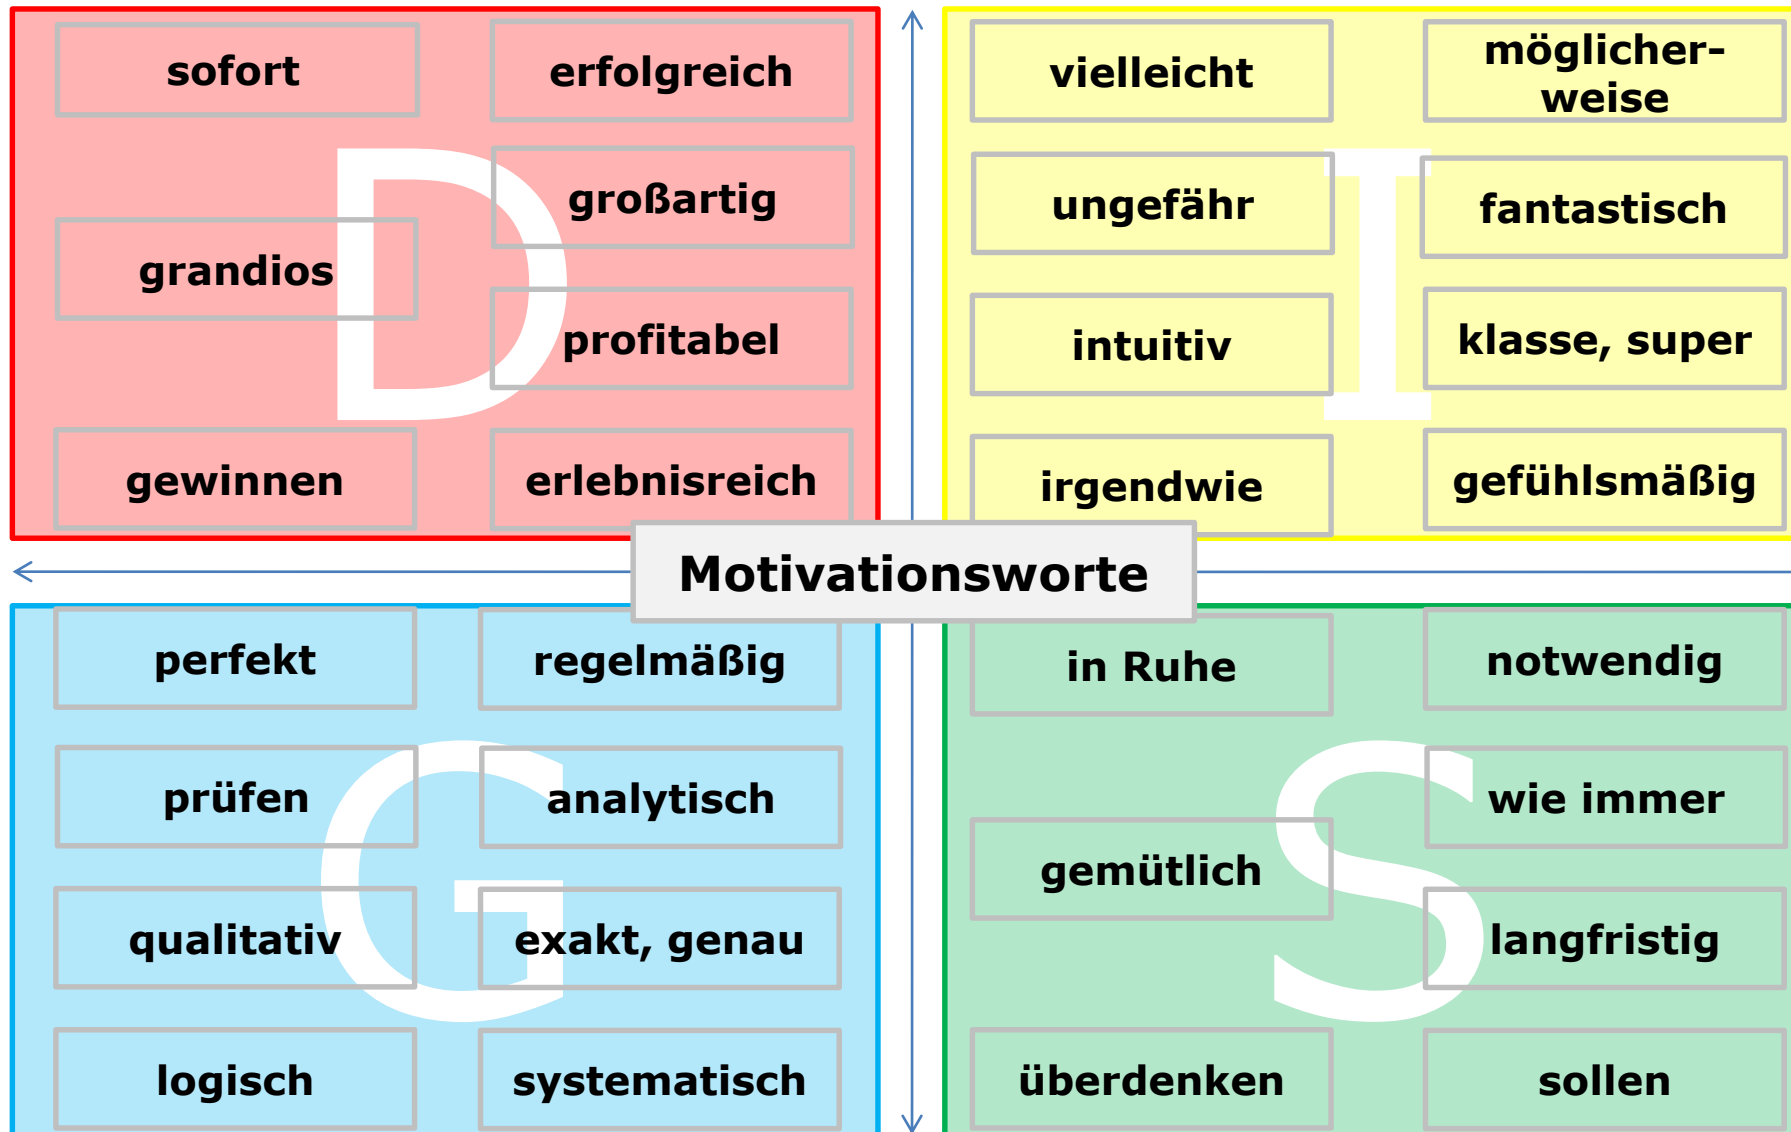 sofort
erfolgreich
großartig
grandios
profitabel
gewinnen
erlebnisreich
D
vielleicht
möglicher-
weise
ungefähr
fantastisch
intuitiv
klasse, super
irgendwie
gefühlsmäßig
I
Motivationsworte
perfekt
regelmäßig
prüfen
analytisch
qualitativ
exakt, genau
logisch
systematisch
G
in Ruhe
notwendig
wie immer
gemütlich
langfristig
überdenken
sollen
S